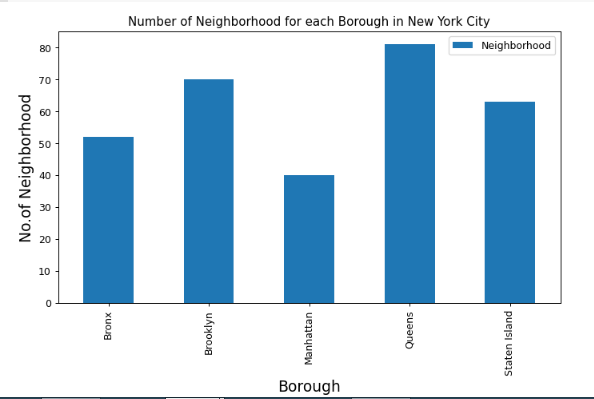 Number of Neighborhood for each Borough in New York City
Neighborhood
80
70
60
50
40
30
20
10
0
No.of Neighborhood
Bronx
Brooklyn
Manhattan
Queens
Staten Island
Borough